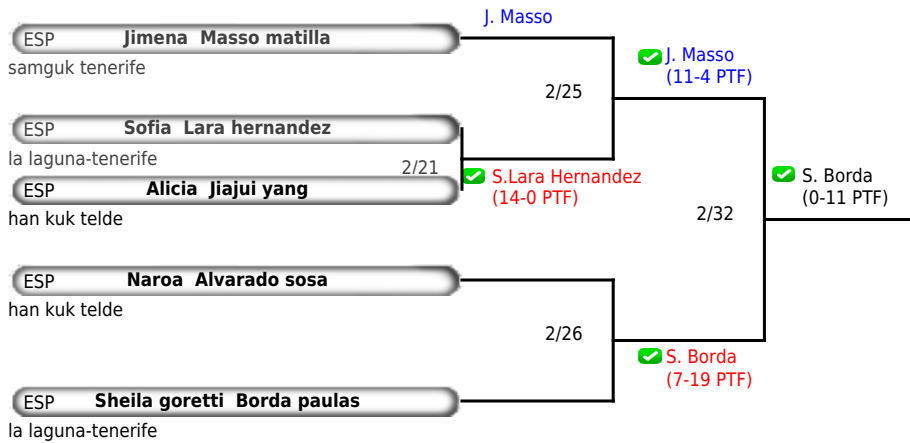 J. Masso
ESP Jimena Masso matilla
samguk tenerife
J. Masso
(11-4 PTF)
2/25
ESP Sofia Lara hernandez
la laguna-tenerife
2/21
S.Lara Hernandez
(14-0 PTF)
ESP Alicia Jiajui yang
han kuk telde
S. Borda
(0-11 PTF)
2/32
ESP Naroa Alvarado sosa
han kuk telde
2/26
S. Borda
(7-19 PTF)
ESP Sheila goretti Borda paulas
la laguna-tenerife